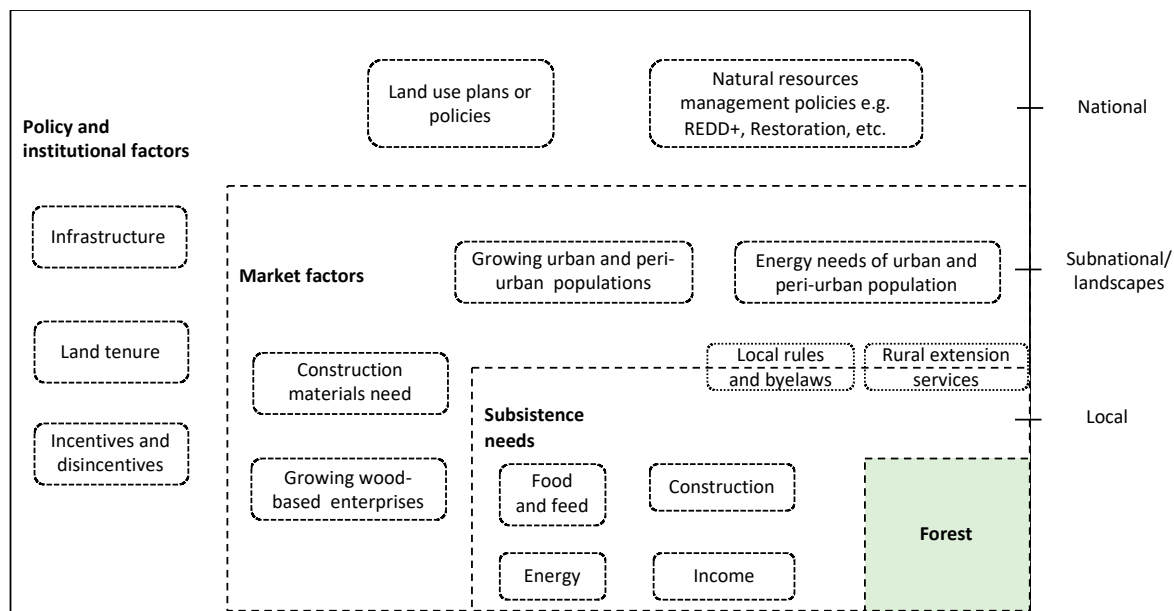 Land use plans or
policies
Natural resources
management policies e.g.
REDD+, Restoration, etc.
National
Policy and
institutional factors
Infrastructure
Land tenure
Incentives and
disincentives
Market factors
Growing urban and peri-
urban populations
Energy needs of urban and
peri-urban population
Subnational/
landscapes
Construction
materials need
Growing wood-
based enterprises
Local rules
and byelaws
Rural extension
services
Local
Subsistence
needs
Food
and feed
Construction
Energy
Income
Forest